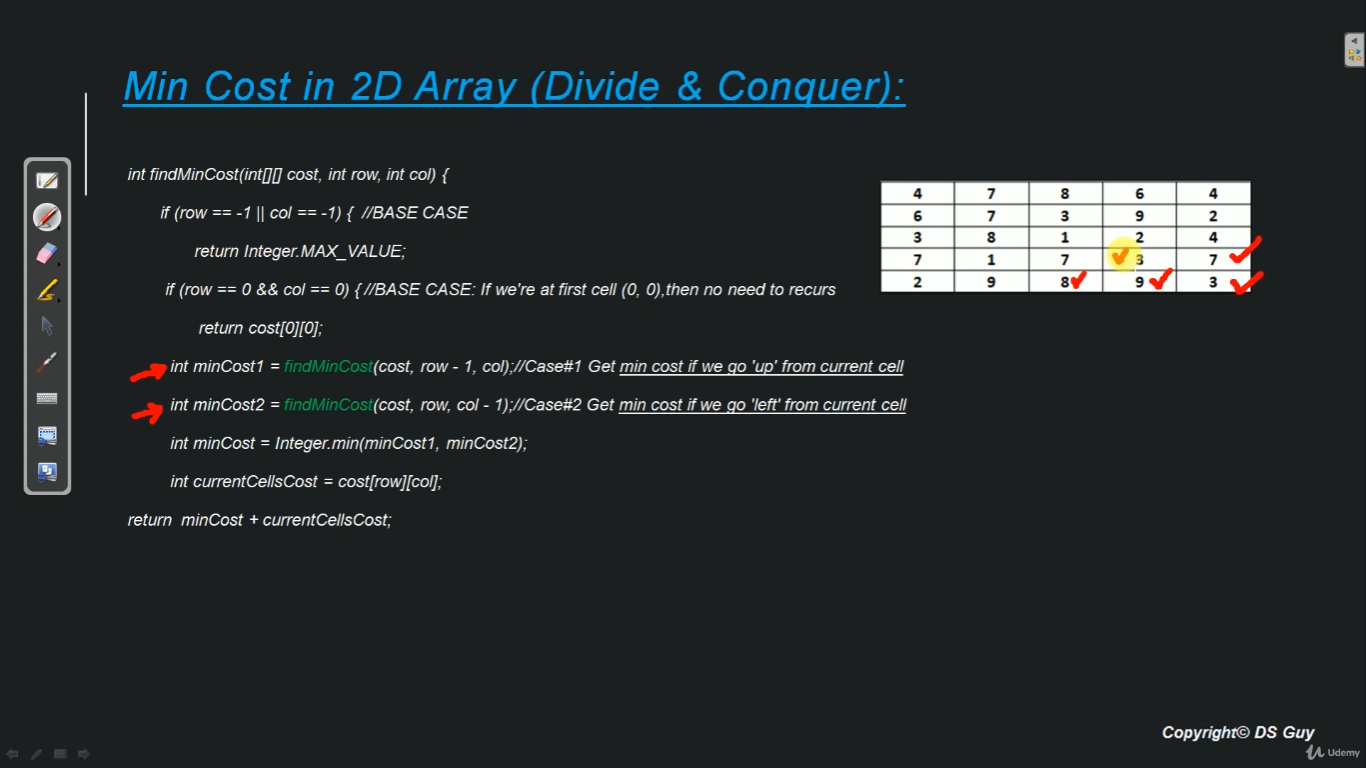 Min Cost in 2D Array (Divide & Conquer):
int findMinCost(int[][] cost, int row, int col) {
if (row == -1 || col == -1) { //BASE CASE
return Integer.MAX_VALUE;
if (row == 0 && col == 0) { //BASE CASE: If we're at first cell (0, 0),then no need to recurs
return cost[0][0];
int minCost1 = findMinCost(cost, row - 1, col);//Case#1 Get min cost if we go 'up' from current cell
int minCost2 = findMinCost(cost, row, col - 1);//Case#2 Get min cost if we go 'left' from current cell
int minCost = Integer.min(minCost1, minCost2);
int currentCellsCost = cost[row][col];
return minCost + currentCellsCost;
4 7 8 6 4
6 7 3 9 2
3 8 1 2 4
7 1 7 3 7
2 9 8 9 3
Copyright© DS Guy
Udemy